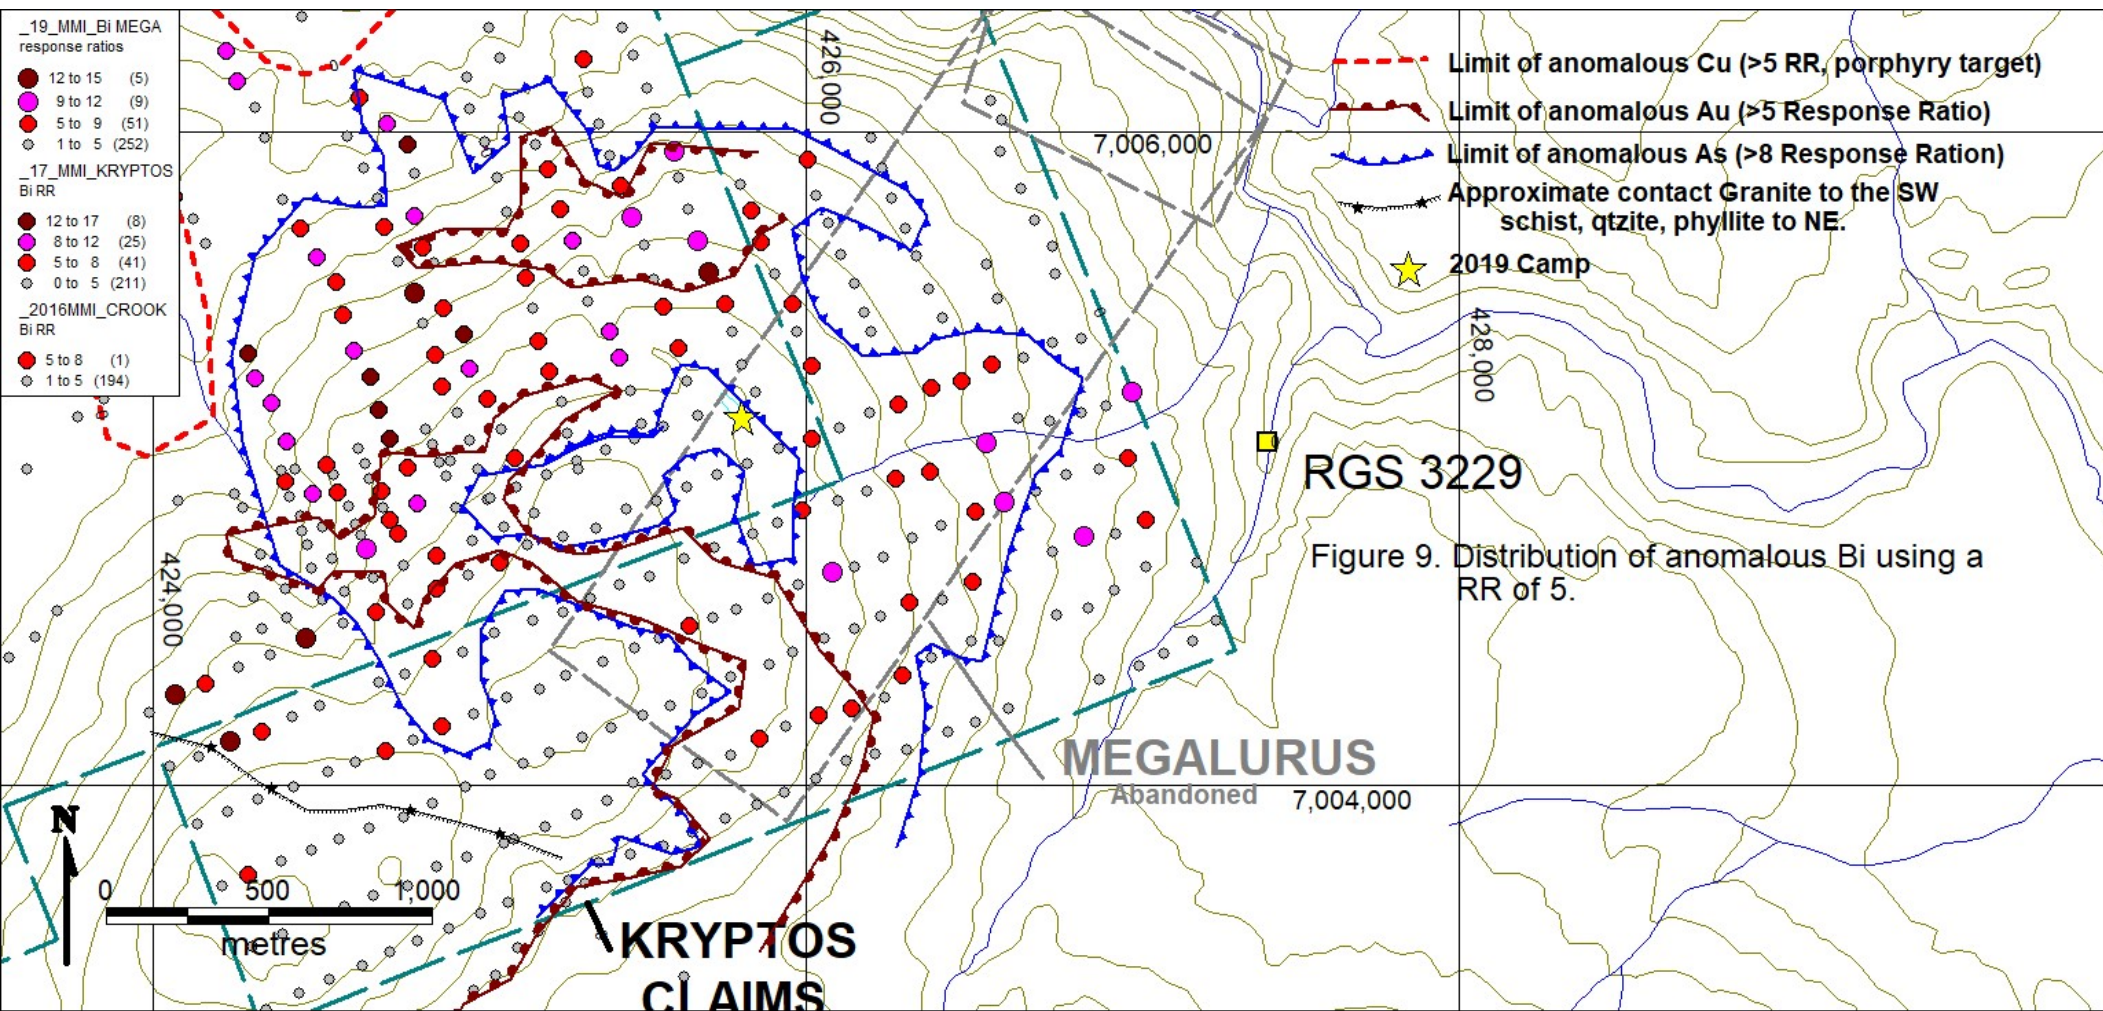 _19_MMI_Bi MEGA
response ratios
12 to 15 (5)
9 to 12 (9)
5 to 9 (51)
1 to 5 (252)
_17_MMI_KRYPTOS
Bi RR
12 to 17 (8)
8 to 12 (25)
5 to 8 (41)
0 to 5 (211)
_2016MMI_CROOK
Bi RR
5 to 8 (1)
1 to 5 (194)
426,000
7,006,000
Limit of anomalous Cu (>5 RR, porphyry target)
Limit of anomalous Au (>5 Response Ratio)
Limit of anomalous As (>8 Response Ration)
Approximate contact Granite to the SW
schist, qtzite, phyllite to NE.
2019 Camp
428,000
RGS 3229
Figure 9. Distribution of anomalous Bi using a
RR of 5.
424,000
MEGALURUS
Abandoned
7,004,000
N
0 500 1,000
metres
KRYPTOS
CLAIMS